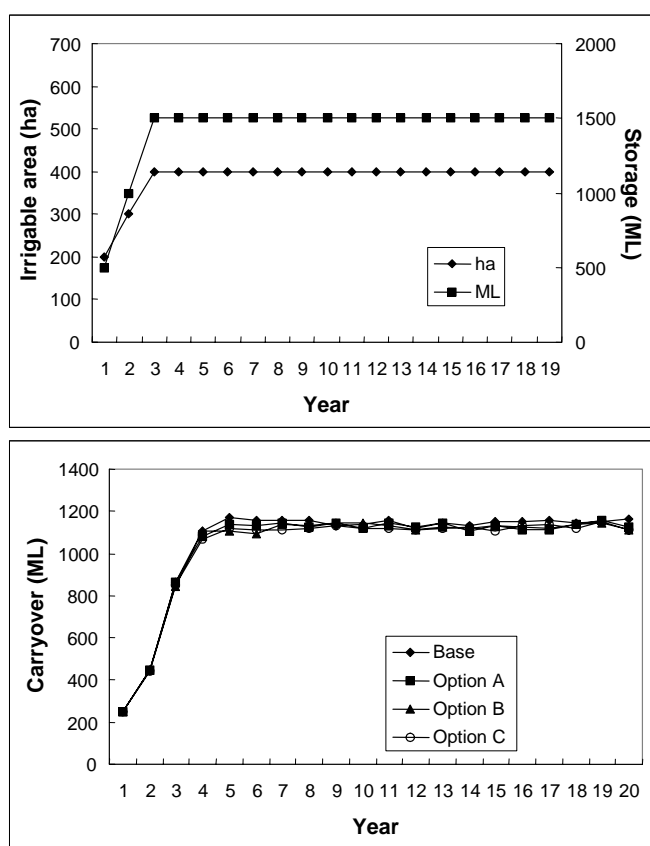 700
600
500
400
300
200
100
0
Irrigable area (ha)
2000
1500
1000
500
0
Storage (ML)
ha
ML
1 2 3 4 5 6 7 8 9 10 11 12 13 14 15 16 17 18 19
Year
1400
1200
1000
800
600
400
200
0
Carryover (ML)
Base
Option A
Option B
Option C
1 2 3 4 5 6 7 8 9 10 11 12 13 14 15 16 17 18 19 20
Year